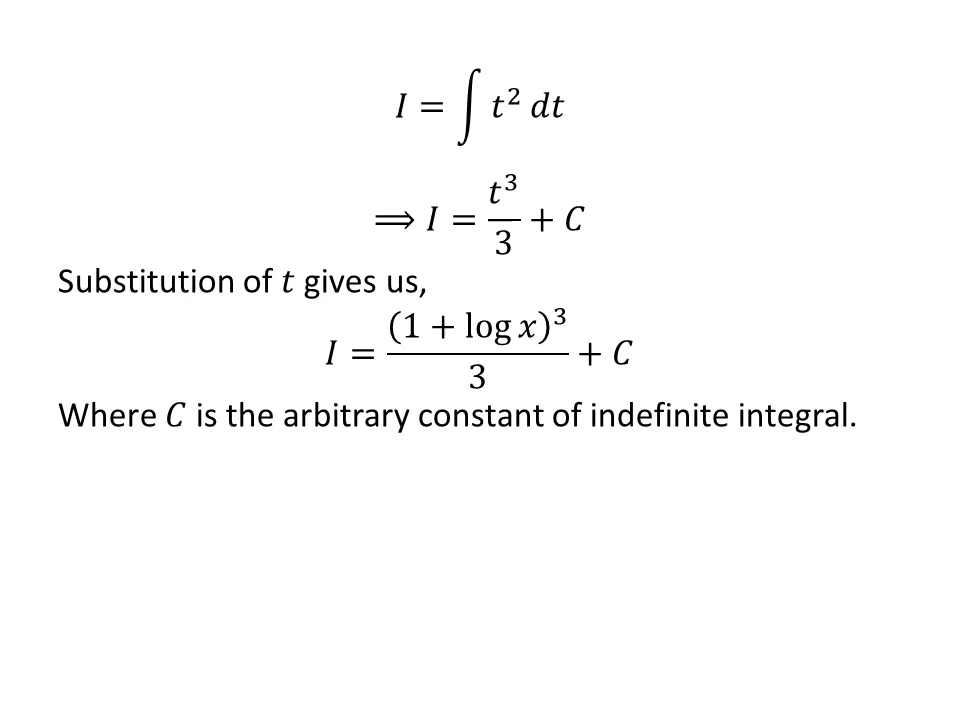 𝐼 = ∫ 𝑡² 𝑑𝑡
⟹ 𝐼 = 𝑡³/3 + 𝐶
Substitution of 𝑡 gives us,
𝐼 = (1 + log 𝑥)³/3 + 𝐶
Where 𝐶 is the arbitrary constant of indefinite integral.